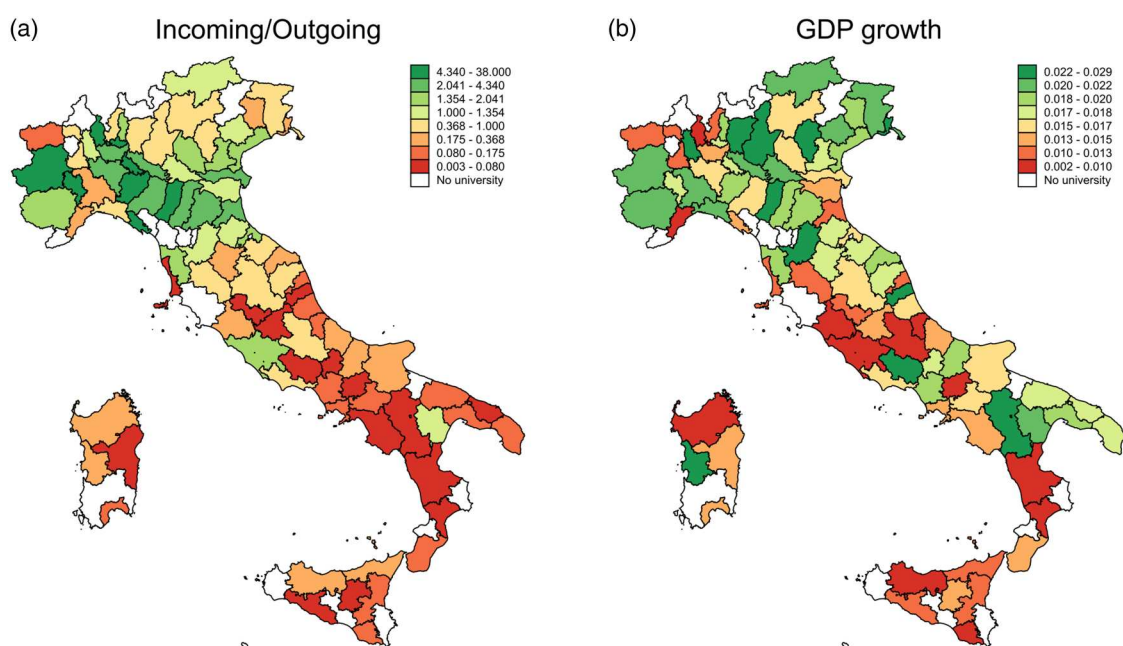 (a)
Incoming/Outgoing
4.340 - 38.000
2.041 - 4.340
1.354 - 2.041
1.000 - 1.354
0.368 - 1.000
0.175 - 0.368
0.080 - 0.175
0.003 - 0.080
No university
(b)
GDP growth
0.022 - 0.029
0.020 - 0.022
0.018 - 0.020
0.017 - 0.018
0.015 - 0.017
0.013 - 0.015
0.010 - 0.013
0.002 - 0.010
No university